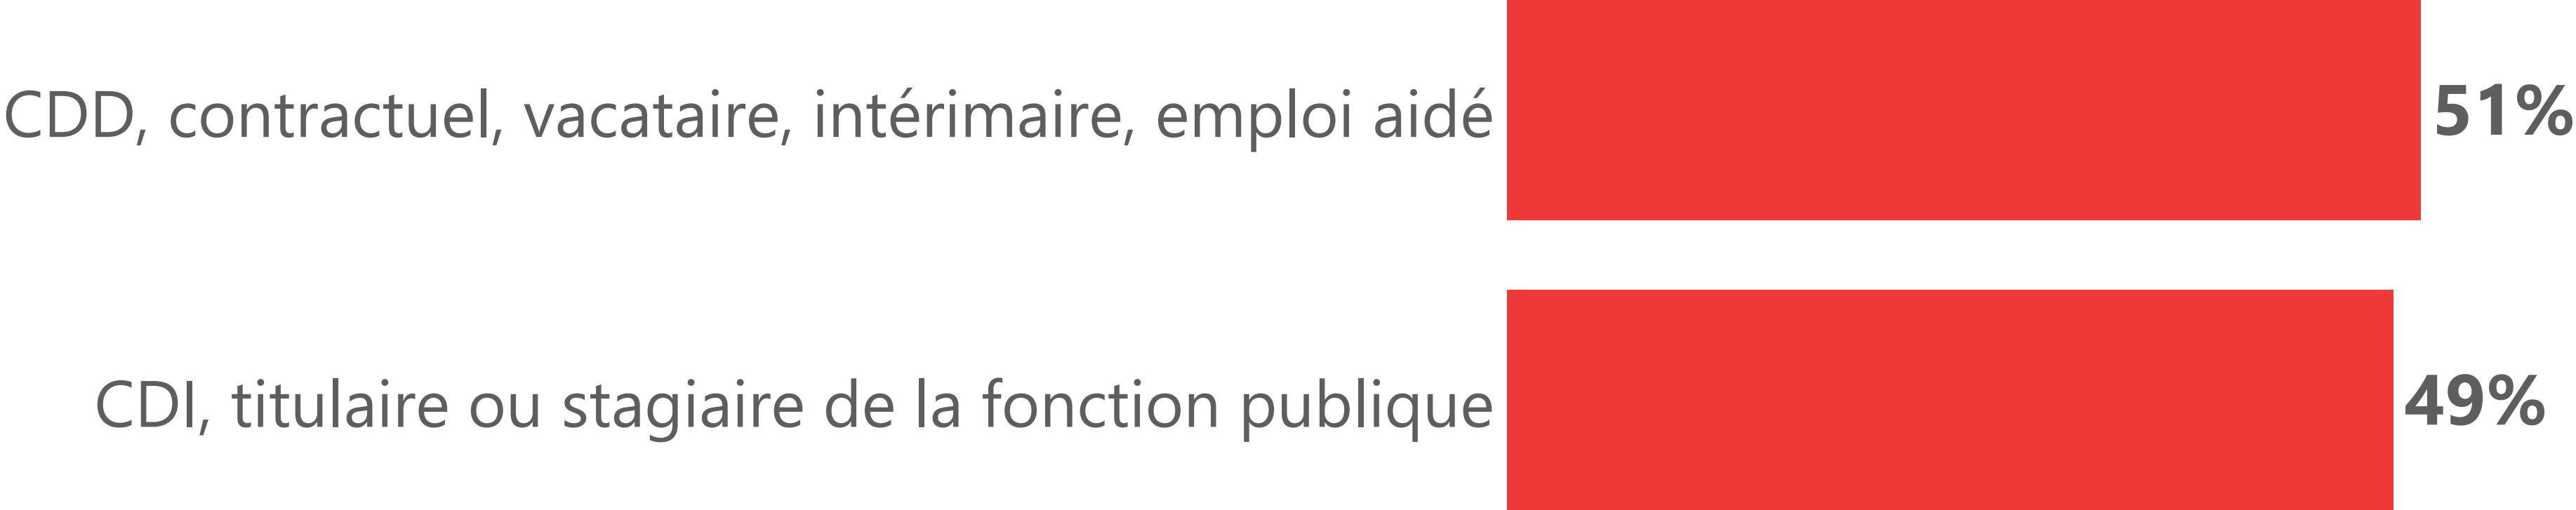 CDD, contractuel, vacataire, intérimaire, emploi aidé 51%
CDI, titulaire ou stagiaire de la fonction publique 49%